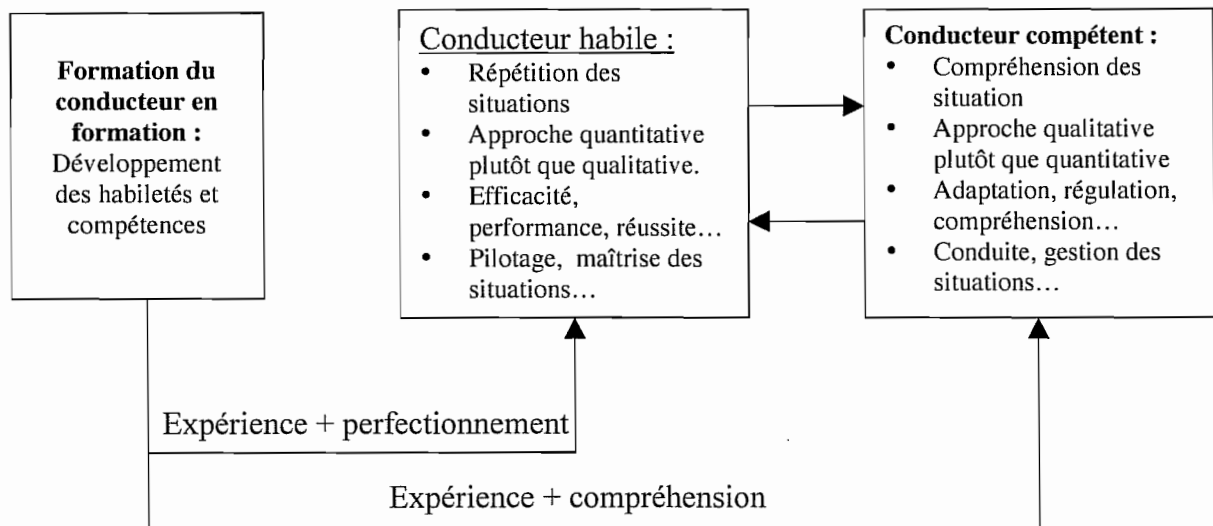 Formation du
conducteur en
formation :
Développement
des habiletés et
compétences
Conducteur habile :
• Répétition des
situations
• Approche quantitative
plutôt que qualitative.
• Efficacité,
performance, réussite…
• Pilotage, maîtrise des
situations…
Conducteur compétent :
• Compréhension des
situation
• Approche qualitative
plutôt que quantitative
• Adaptation, régulation,
compréhension…
• Conduite, gestion des
situations…
Expérience + perfectionnement
Expérience + compréhension